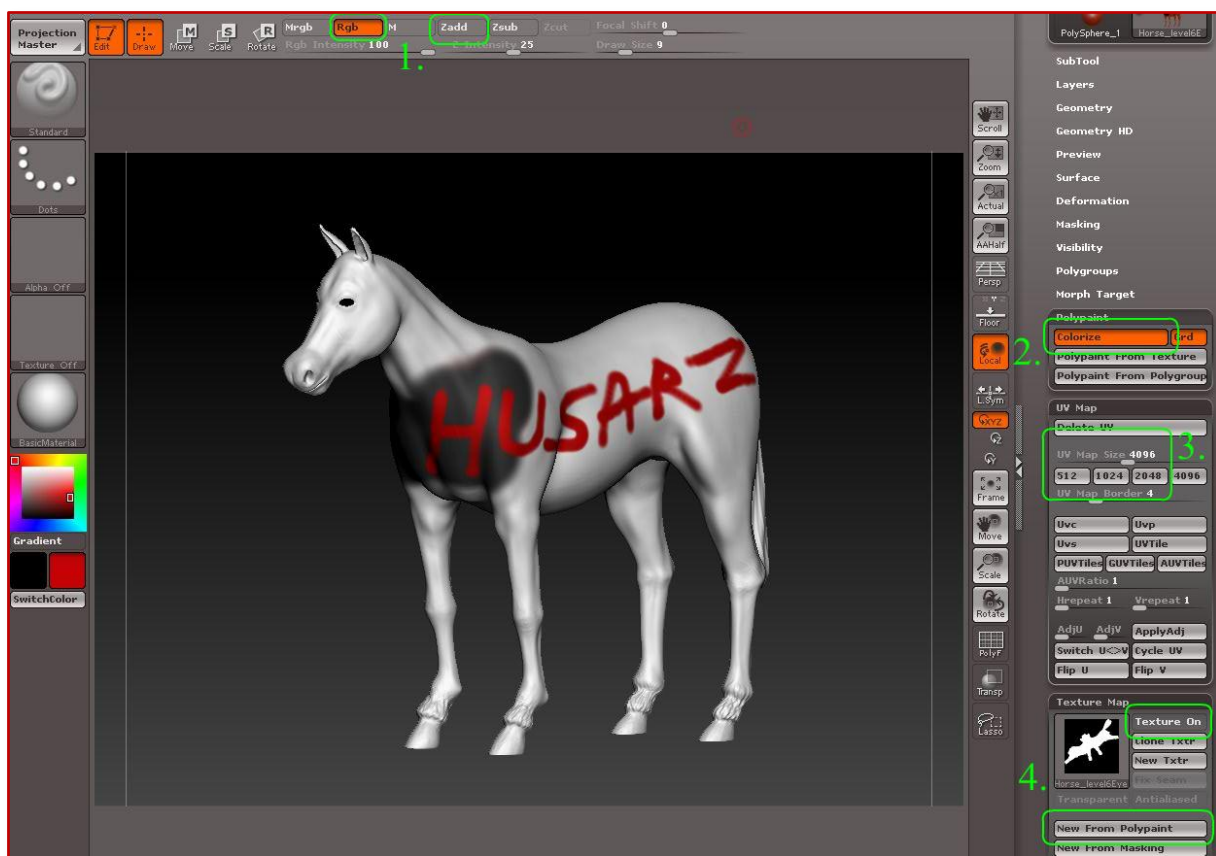 Projection
Master
Edit
Draw
Move
Scale
Rotate
Mrgb
Rgb
M
Zadd
Zsub
Zcut
Focal Shift 0
Rgb Intensity 100
Z Intensity 25
Draw Size 9
1.
Standard
Dots
Alpha Off
Texture Off
BasicMaterial
Gradient
SwitchColor
HUSARZ
Scroll
Zoom
Actual
AAHalf
Persp
Floor
Local
L.Sym
XYZ
Frame
Move
Scale
Rotate
PolyF
Transp
Lasso
PolySphere_1
Horse_level6E
SubTool
Layers
Geometry
Geometry HD
Preview
Surface
Deformation
Masking
Visibility
Polygroups
Morph Target
Polypaint
2.
Colorize
Grd
Polypaint From Texture
Polypaint From Polygroup
UV Map
Delete UV
UV Map Size 4096
3.
512 1024 2048 4096
UV Map Border 4
Uvc Uvp
Uvs UVTile
PUVTiles GUVTiles AUVTiles
AUVRatio 1
Hrepeat 1 Vrepeat 1
AdjU AdjV ApplyAdj
Switch U<>V Cycle UV
Flip U Flip V
Texture Map
Texture On
Clone Txtr
New Txtr
Fix Seam
4.
Horse_level6Eye
Transparent Antialiased
New From Polypaint
New From Masking